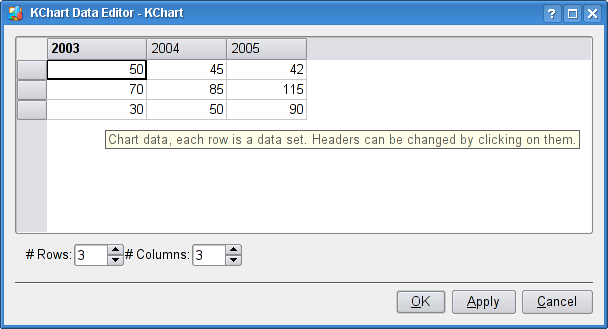 KChart Data Editor - KChart
2003 2004 2005
50 45 42
70 85 115
30 50 90
Chart data, each row is a data set. Headers can be changed by clicking on them.
# Rows: 3 # Columns: 3
OK Apply Cancel